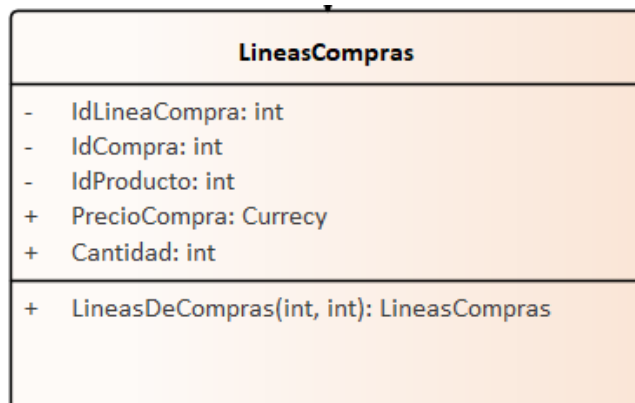 LineasCompras
- IdLineaCompra: int
- IdCompra: int
- IdProducto: int
+ PrecioCompra: Currecy
+ Cantidad: int
+ LineasDeCompras(int, int): LineasCompras